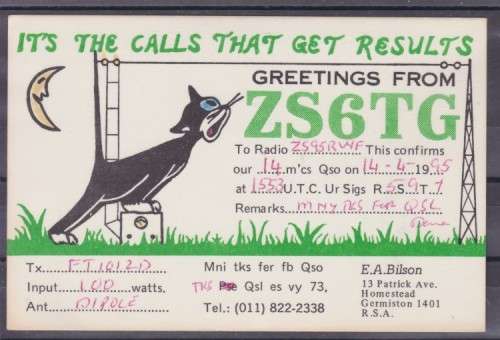 IT'S THE CALLS THAT GET RESULTS
GREETINGS FROM
ZS6TG
To Radio ZS95RWF This confirms
our 14 m'cs Qso on 14-4-1995
at 1553 U.T.C. Ur Sigs R.5 S.9 T.
Remarks MNY TKS FOR QSL
Tx FT101ZD
Input 100 watts.
Ant DIPOLE
Mni tks fer fb Qso
TKS Pse Qsl es vy 73,
Tel.: (011) 822-2338
E.A.Bilson
13 Patrick Ave.
Homestead
Germiston 1401
R.S.A.